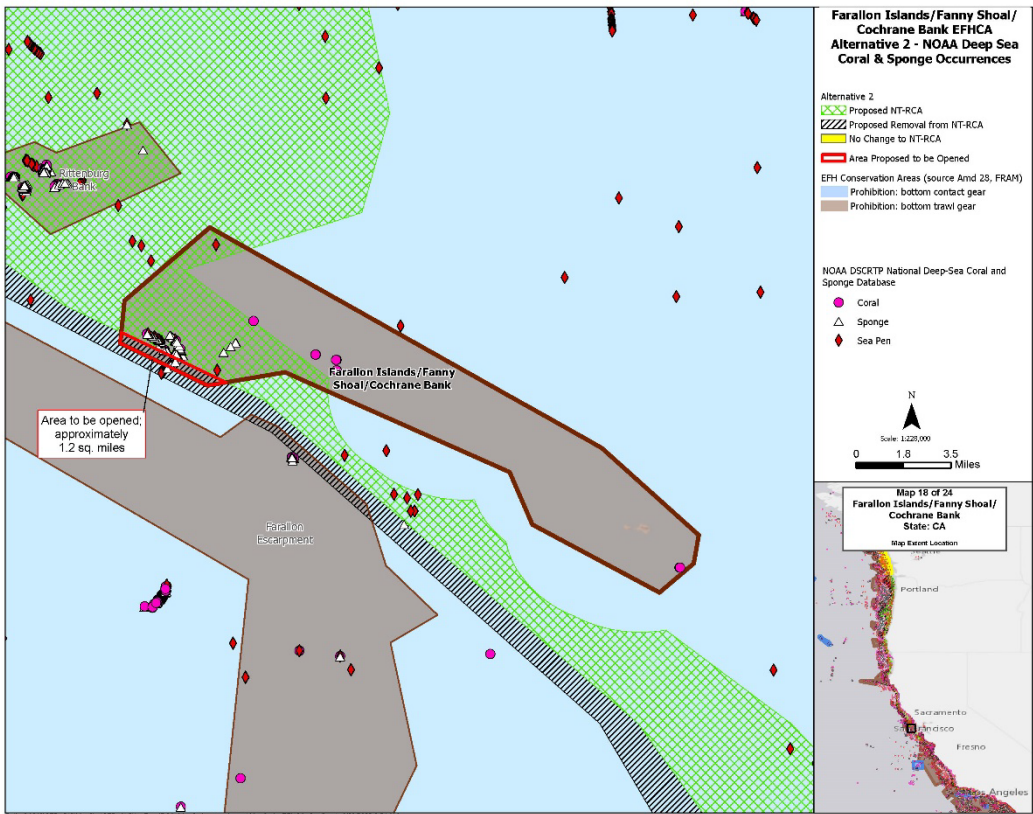 Rittenburg
Bank
Farallon Islands/Fanny
Shoal/Cochrane Bank
Area to be opened;
approximately
1.2 sq. miles
Farallon
Escarpment
Farallon Islands/Fanny Shoal/
Cochrane Bank EFHCA
Alternative 2 - NOAA Deep Sea
Coral & Sponge Occurrences
Alternative 2
Proposed NT-RCA
Proposed Removal from NT-RCA
No Change to NT-RCA
Area Proposed to be Opened
EFH Conservation Areas (source Amd 28, FRAM)
Prohibition: bottom contact gear
Prohibition: bottom trawl gear
NOAA DSCRTP National Deep-Sea Coral and
Sponge Database
Coral
Sponge
Sea Pen
N
Scale: 1:228,000
0 1.8 3.5
Miles
Map 18 of 24
Farallon Islands/Fanny Shoal/
Cochrane Bank
State: CA
Map Extent Location
Portland
Sacramento
San Francisco
Fresno
Los Angeles